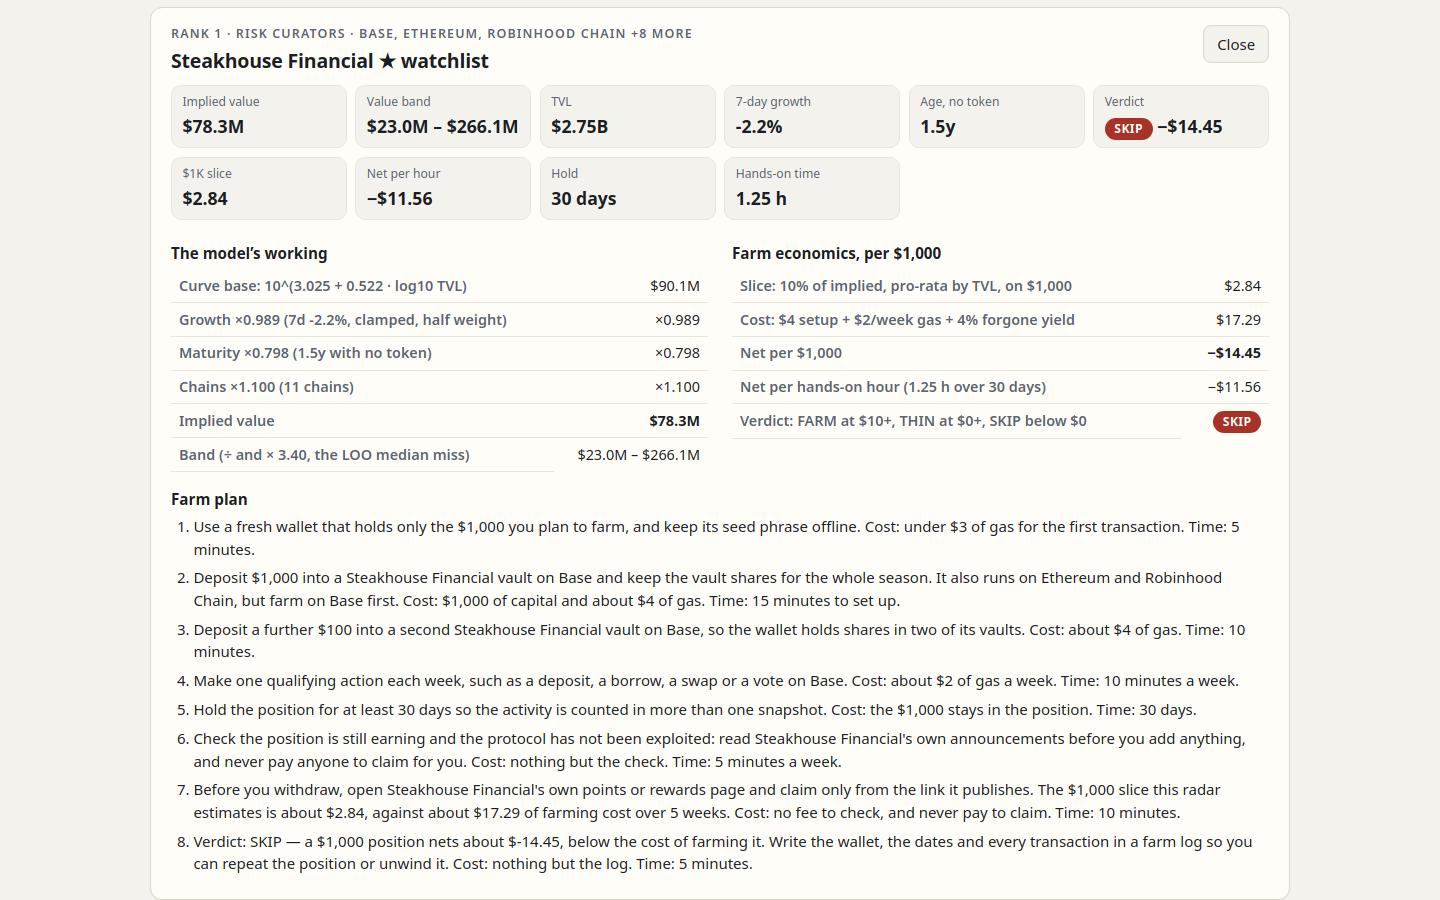 RANK 1 · RISK CURATORS · BASE, ETHEREUM, ROBINHOOD CHAIN +8 MORE
Steakhouse Financial ★ watchlist
Close
Implied value
$78.3M
Value band
$23.0M – $266.1M
TVL
$2.75B
7-day growth
-2.2%
Age, no token
1.5y
Verdict
SKIP −$14.45
$1K slice
$2.84
Net per hour
−$11.56
Hold
30 days
Hands-on time
1.25 h
The model’s working
Curve base: 10^(3.025 + 0.522 · log10 TVL) $90.1M
Growth ×0.989 (7d -2.2%, clamped, half weight) ×0.989
Maturity ×0.798 (1.5y with no token) ×0.798
Chains ×1.100 (11 chains) ×1.100
Implied value $78.3M
Band (÷ and × 3.40, the LOO median miss) $23.0M – $266.1M
Farm economics, per $1,000
Slice: 10% of implied, pro-rata by TVL, on $1,000 $2.84
Cost: $4 setup + $2/week gas + 4% forgone yield $17.29
Net per $1,000 −$14.45
Net per hands-on hour (1.25 h over 30 days) −$11.56
Verdict: FARM at $10+, THIN at $0+, SKIP below $0 SKIP
Farm plan
1. Use a fresh wallet that holds only the $1,000 you plan to farm, and keep its seed phrase offline. Cost: under $3 of gas for the first transaction. Time: 5
minutes.
2. Deposit $1,000 into a Steakhouse Financial vault on Base and keep the vault shares for the whole season. It also runs on Ethereum and Robinhood
Chain, but farm on Base first. Cost: $1,000 of capital and about $4 of gas. Time: 15 minutes to set up.
3. Deposit a further $100 into a second Steakhouse Financial vault on Base, so the wallet holds shares in two of its vaults. Cost: about $4 of gas. Time: 10
minutes.
4. Make one qualifying action each week, such as a deposit, a borrow, a swap or a vote on Base. Cost: about $2 of gas a week. Time: 10 minutes a week.
5. Hold the position for at least 30 days so the activity is counted in more than one snapshot. Cost: the $1,000 stays in the position. Time: 30 days.
6. Check the position is still earning and the protocol has not been exploited: read Steakhouse Financial's own announcements before you add anything,
and never pay anyone to claim for you. Cost: nothing but the check. Time: 5 minutes a week.
7. Before you withdraw, open Steakhouse Financial's own points or rewards page and claim only from the link it publishes. The $1,000 slice this radar
estimates is about $2.84, against about $17.29 of farming cost over 5 weeks. Cost: no fee to check, and never pay to claim. Time: 10 minutes.
8. Verdict: SKIP — a $1,000 position nets about $-14.45, below the cost of farming it. Write the wallet, the dates and every transaction in a farm log so you
can repeat the position or unwind it. Cost: nothing but the log. Time: 5 minutes.